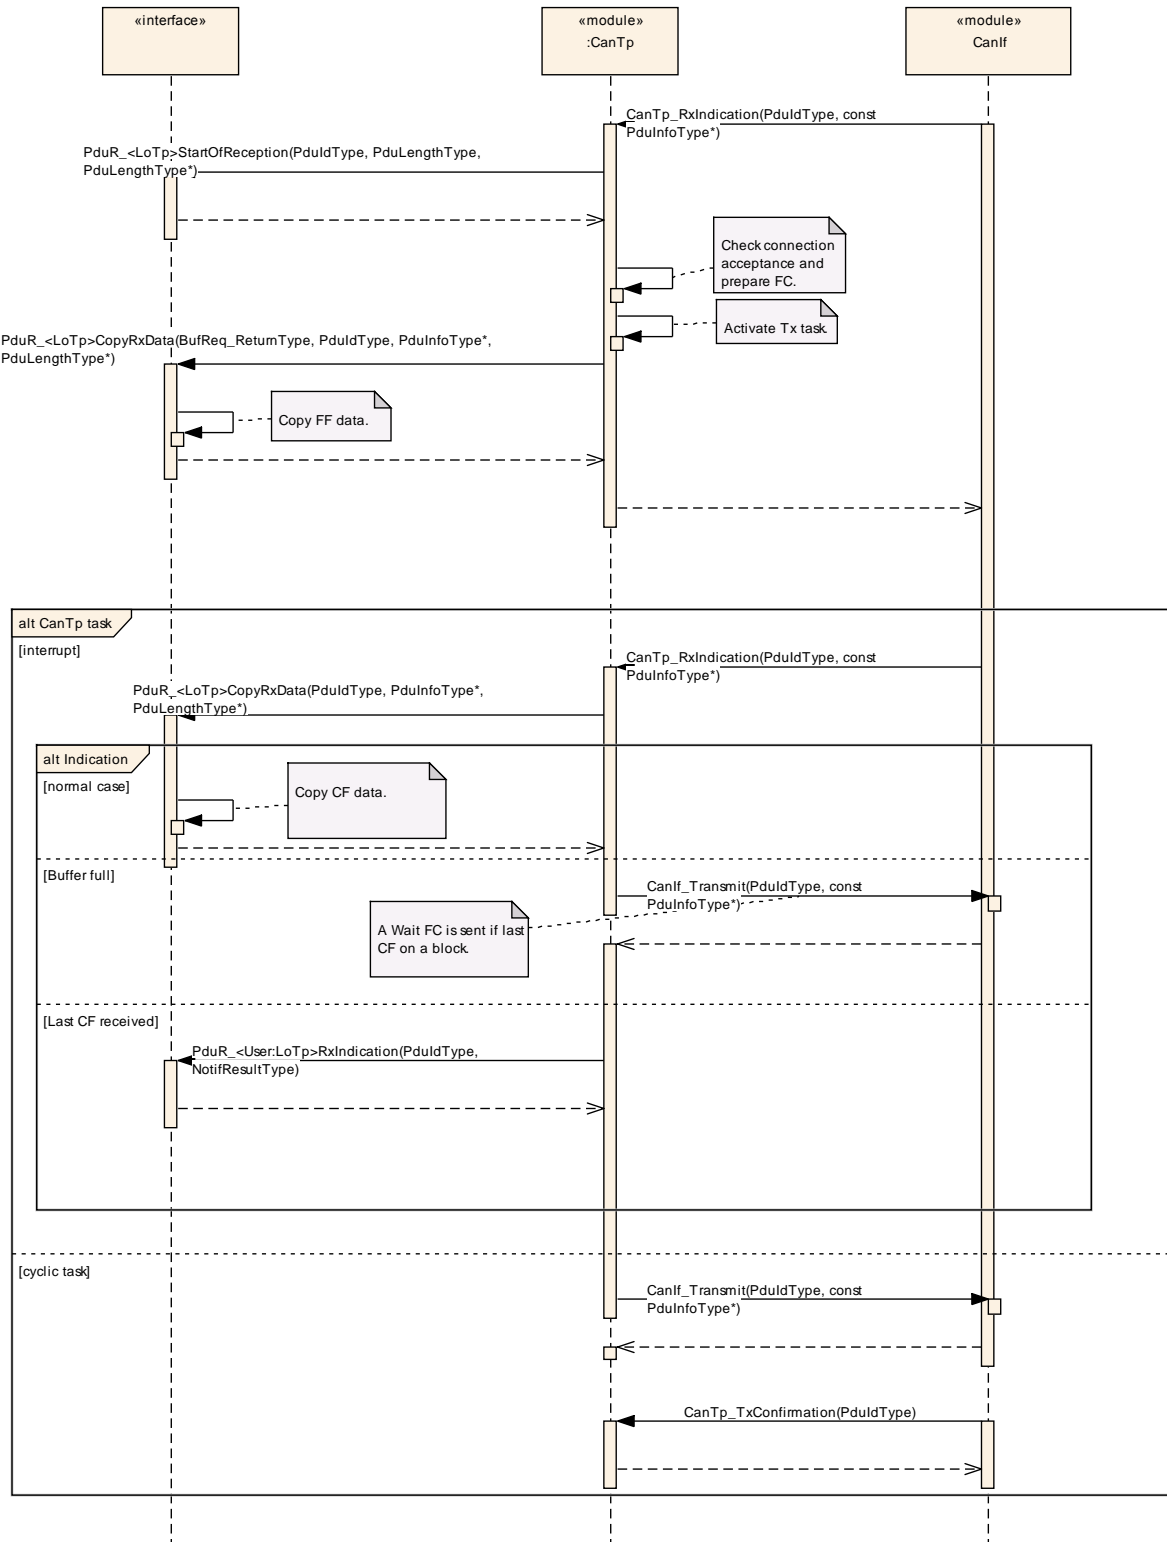 «interface»
«module»
:CanTp
«module»
CanIf
CanTp_RxIndication(PduIdType, const
PduInfoType*)
PduR_<LoTp>StartOfReception(PduIdType, PduLengthType,
PduLengthType*)
Check connection
acceptance and
prepare FC.
Activate Tx task.
PduR_<LoTp>CopyRxData(BufReq_ReturnType, PduIdType, PduInfoType*,
PduLengthType*)
Copy FF data.
alt CanTp task
[interrupt]
CanTp_RxIndication(PduIdType, const
PduInfoType*)
PduR_<LoTp>CopyRxData(PduIdType, PduInfoType*,
PduLengthType*)
alt Indication
[normal case]
Copy CF data.
[Buffer full]
CanIf_Transmit(PduIdType, const
PduInfoType*)
A Wait FC is sent if last
CF on a block.
[Last CF received]
PduR_<User:LoTp>RxIndication(PduIdType,
NotifResultType)
[cyclic task]
CanIf_Transmit(PduIdType, const
PduInfoType*)
CanTp_TxConfirmation(PduIdType)